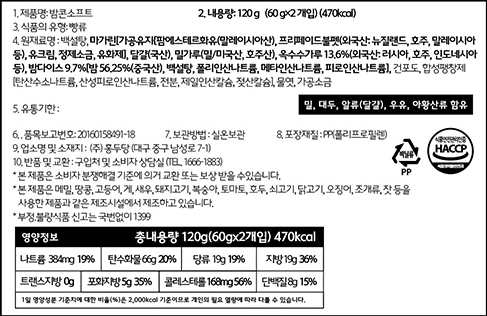 1. 제품명: 밤콘소프트
2. 내용량: 120 g (60 g x 2개입) (470kcal)
3. 식품의 유형: 빵류
4. 원재료명 : 백설탕, 마가린{가공유지[팜에스테르화유(말레이시아산), 프리페이드블렛(외국산: 뉴질랜드, 호주, 말레이시아
등), 유크림, 정제소금, 유화제}, 달걀(국산), 밀가루(밀/미국산, 호주산), 옥수수가루 13.6%(외국산: 러시아, 호주, 인도네시아
등), 밤다이스 9.7%[밤 56.25%(중국산), 백설탕, 폴리인산나트륨, 메타인산나트륨, 피로인산나트륨], 건포도, 합성팽창제
[탄산수소나트륨, 산성피로인산나트륨, 전분, 제일인산칼슘, 젖산칼슘], 물엿, 가공소금
5. 유통기한 :
밀, 대두, 알류(달걀), 우유, 아황산류 함유
6. . 품목보고번호: 20160158491-18
7. 보관방법 : 실온보관
8. 포장재질 : PP(폴리프로필렌)
9. 업소명 및 소재지 : (주) 홍두당 (대구 중구 남성로 7-1)
10. 반품 및 교환 : 구입처 및 소비자 상담실 (TEL. 1666-1883)
* 본 제품은 소비자 분쟁해결 기준에 의거 교환 또는 보상 받을 수있습니다.
* 본 제품은 메밀, 땅콩, 고등어, 게, 새우, 돼지고기, 복숭아, 토마토, 호두, 쇠고기, 닭고기, 오징어, 조개류, 잣 등을
사용한 제품과 같은 제조시설에서 제조하고 있습니다.
* 부정.불량식품 신고는 국번없이 1399
비닐류
PP
HACCP
영양정보
총내용량 120g(60gx2개입) 470kcal
나트륨 384mg 19%
탄수화물 66g 20%
당류 19g 19%
지방 19g 36%
트랜스지방 0g
포화지방 5g 35%
콜레스테롤 168mg 56%
단백질 8g 15%
1일 영양성분 기준치에 대한 비율(%)은 2,000kcal 기준이므로 개인의 필요 열량에 따라 다를 수 있습니다.